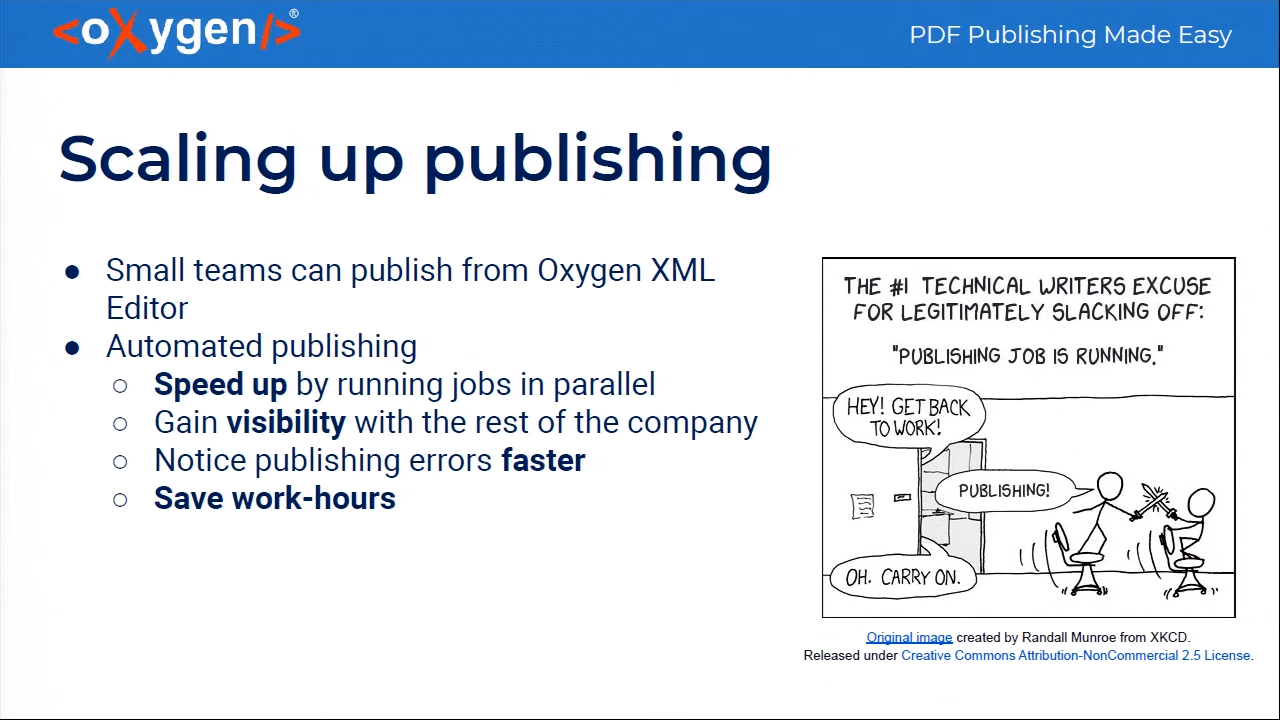 <oXygen/>®
PDF Publishing Made Easy
Scaling up publishing
● Small teams can publish from Oxygen XML
Editor
● Automated publishing
○ Speed up by running jobs in parallel
○ Gain visibility with the rest of the company
○ Notice publishing errors faster
○ Save work-hours
THE #1 TECHNICAL WRITERS EXCUSE
FOR LEGITIMATELY SLACKING OFF:
"PUBLISHING JOB IS RUNNING."
HEY! GET BACK
TO WORK!
PUBLISHING!
OH. CARRY ON.
Original image created by Randall Munroe from XKCD.
Released under Creative Commons Attribution-NonCommercial 2.5 License.